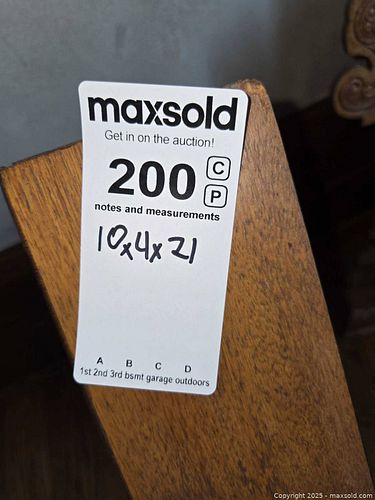 maxsold
Get in on the auction!
200 C
P
notes and measurements
10x4x21
A B C D
1st 2nd 3rd bsmt garage outdoors
Copyright 2025 - maxsold.com